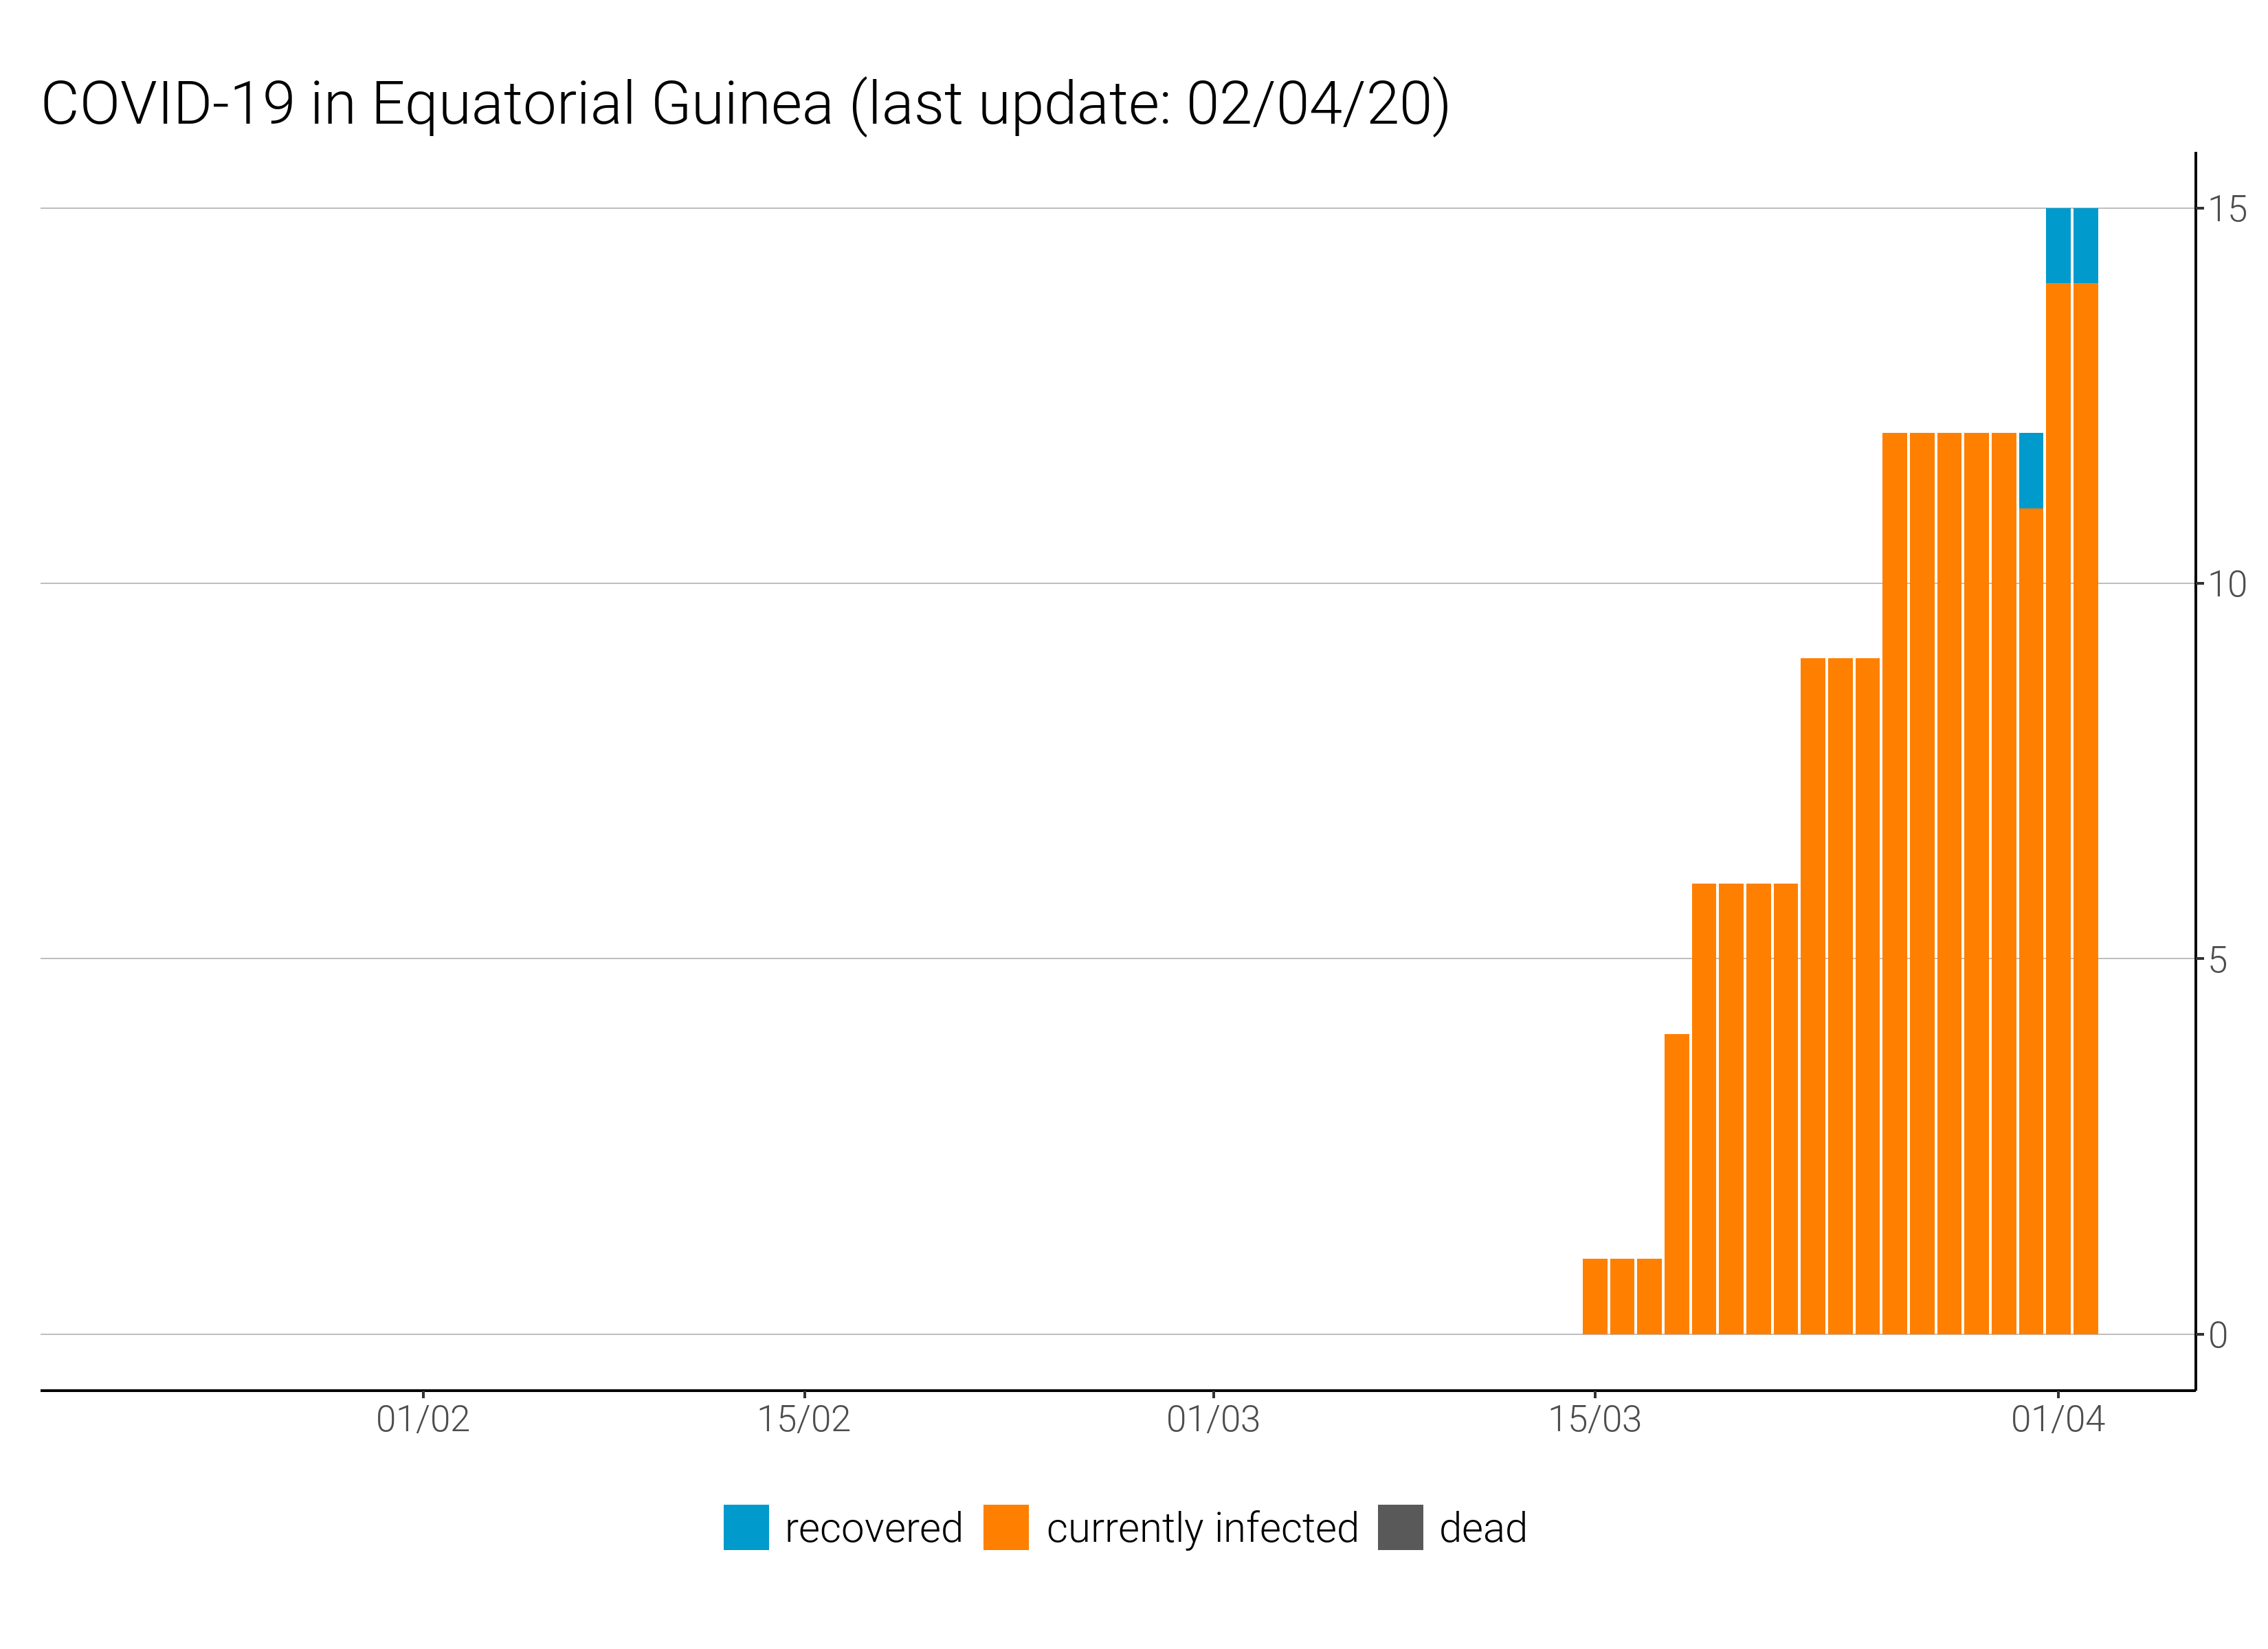 COVID-19 in Equatorial Guinea (last update: 02/04/20)
15
10
5
0
01/02 15/02 01/03 15/03 01/04
recovered currently infected dead